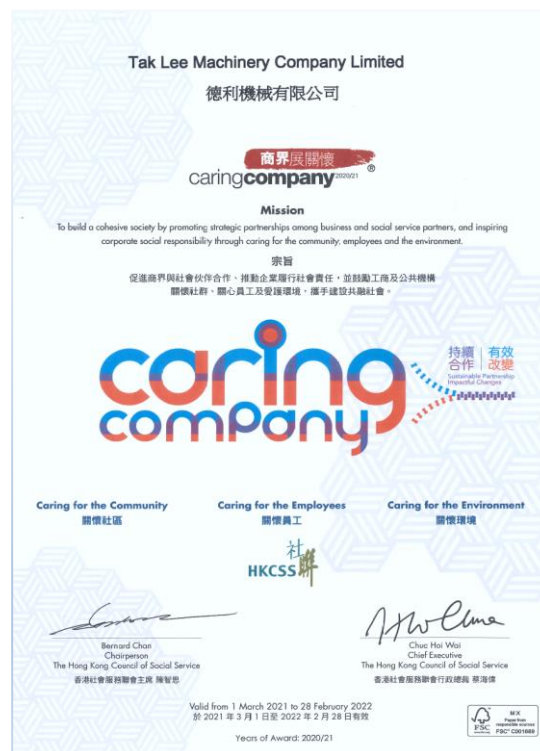 Tak Lee Machinery Company Limited
德利機械有限公司
商界展關懷
caringcompany 2020/21 ®
Mission
To build a cohesive society by promoting strategic partnerships among business and social service partners, and inspiring
corporate social responsibility through caring for the community, employees and the environment.
宗旨
促進商界與社會伙伴合作，推動企業履行社會責任，並鼓勵工商及公共機構
關懷社群、關心員工及愛護環境，攜手建設共融社會。
caring
company
持續 有效
合作 改變
Sustainable Partnership
Impactful Changes
Caring for the Community Caring for the Employees Caring for the Environment
關懷社區 關懷員工 關懷環境
HKCSS 社聯
Bernard Chan
Chairperson
The Hong Kong Council of Social Service
香港社會服務聯會主席 陳智思
Chua Hoi Wai
Chief Executive
The Hong Kong Council of Social Service
香港社會服務聯會行政總裁 蔡海偉
Valid from 1 March 2021 to 28 February 2022
於 2021 年 3 月 1 日至 2022 年 2 月 28 日有效
Years of Award: 2020/21
FSC
MIX
Paper from
responsible sources
FSC®